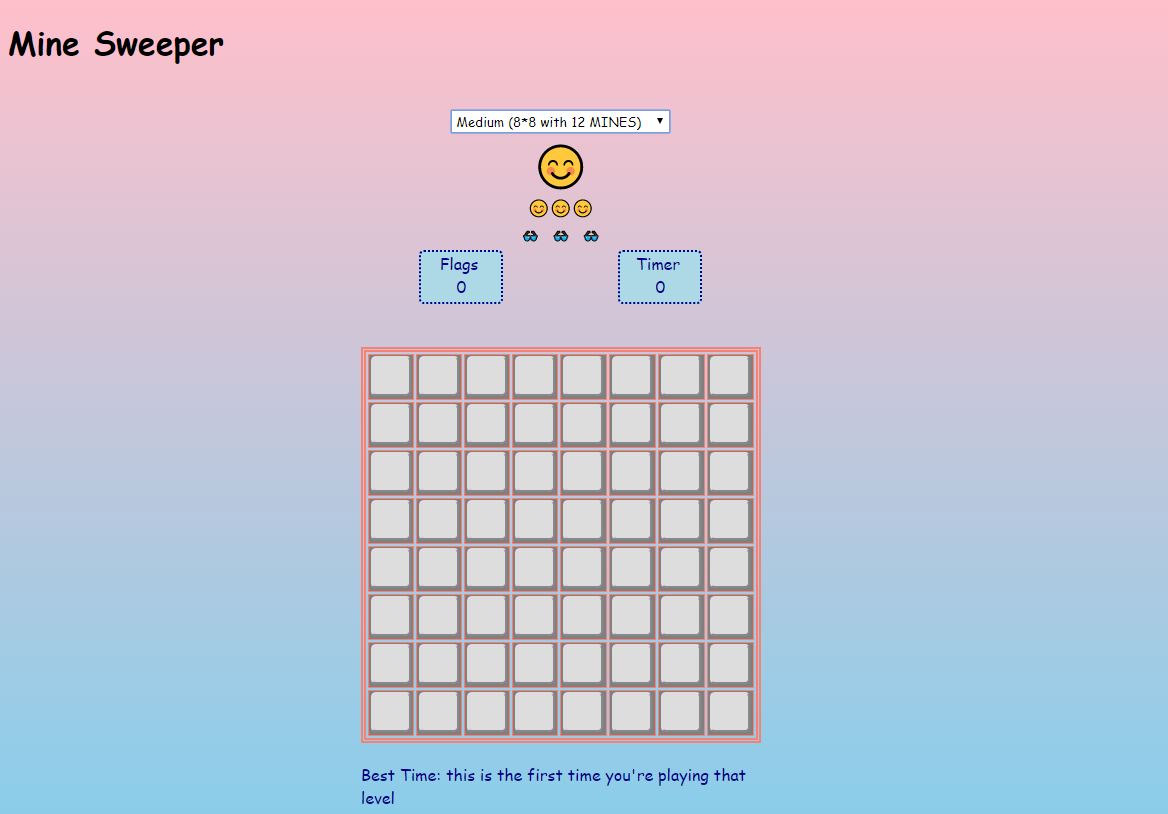 Mine Sweeper
Medium (8*8 with 12 MINES)
Flags
0
Timer
0
Best Time: this is the first time you're playing that
level